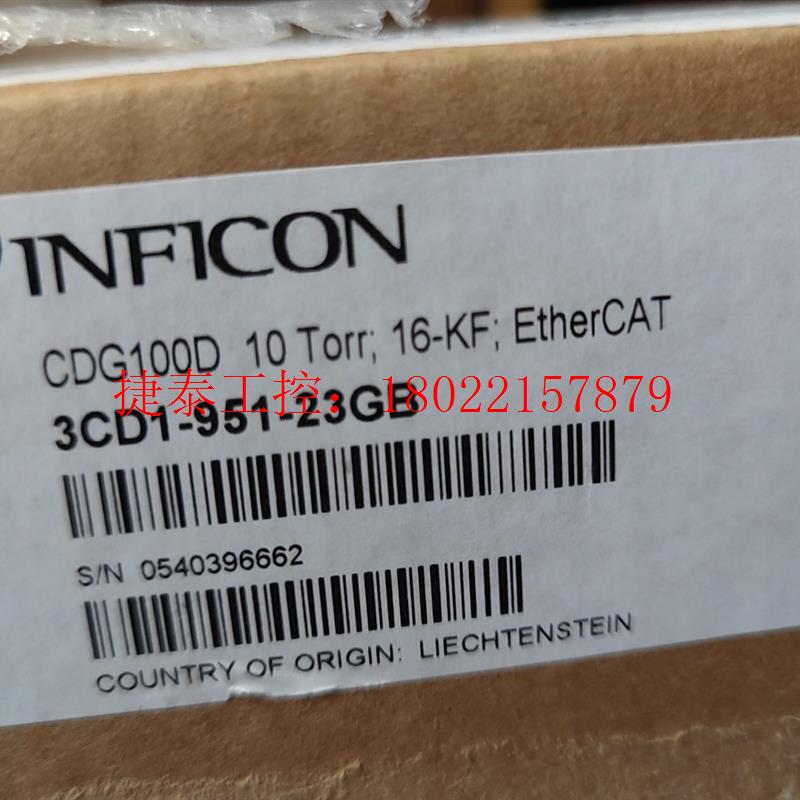 INFICON
CDG100D 10 Torr; 16-KF; EtherCAT
捷泰工控：18022157879
3CD1-951-23GB
S/N 0540396662
COUNTRY OF ORIGIN: LIECHTENSTEIN